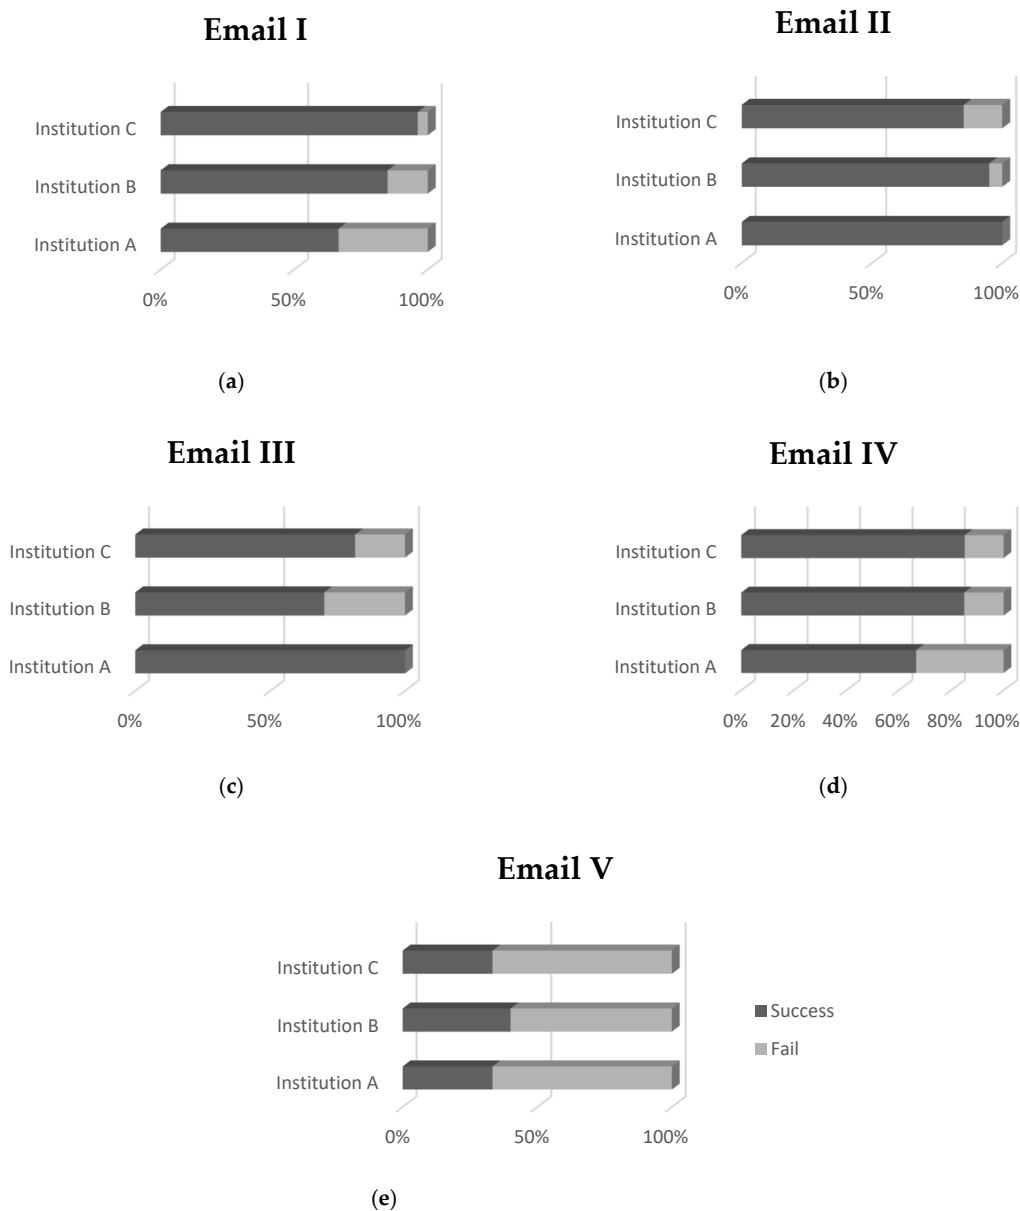 Email I
Institution C
Institution B
Institution A
0% 50% 100%
(a)
Email II
Institution C
Institution B
Institution A
0% 50% 100%
(b)
Email III
Institution C
Institution B
Institution A
0% 50% 100%
(c)
Email IV
Institution C
Institution B
Institution A
0% 20% 40% 60% 80% 100%
(d)
Email V
Institution C
Institution B
Institution A
0% 50% 100%
Success
Fail
(e)